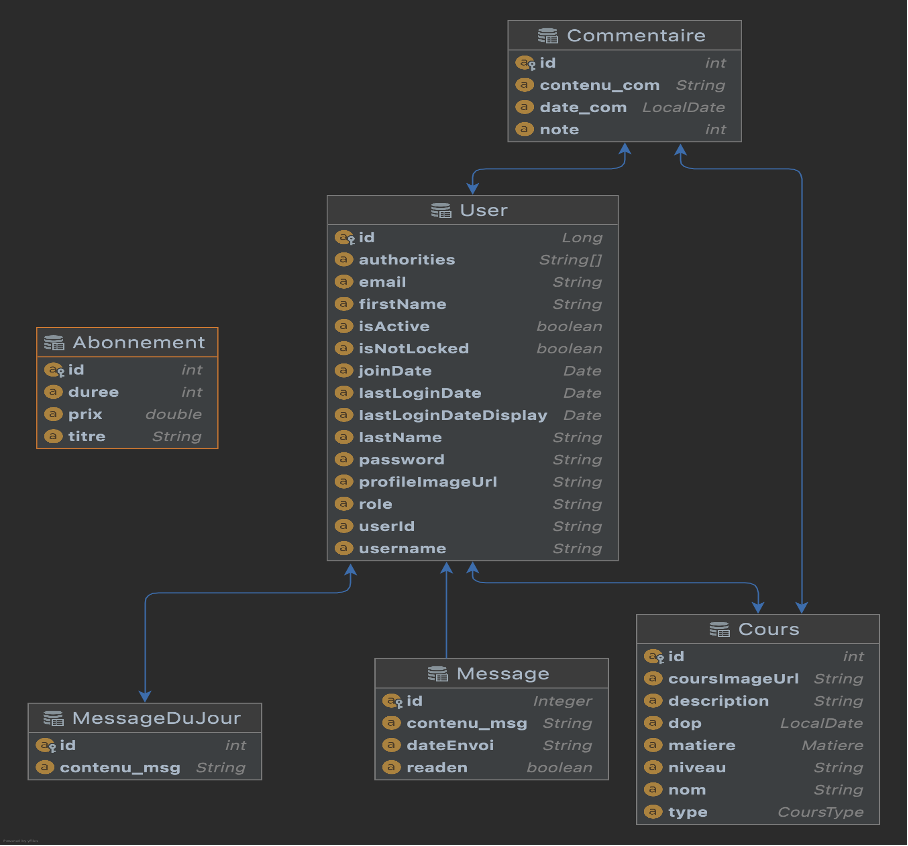 Commentaire
id int
contenu_com String
date_com LocalDate
note int
User
id Long
authorities String[]
email String
firstName String
isActive boolean
isNotLocked boolean
joinDate Date
lastLoginDate Date
lastLoginDateDisplay Date
lastName String
password String
profileImageUrl String
role String
userId String
username String
Abonnement
id int
duree int
prix double
titre String
MessageDuJour
id int
contenu_msg String
Message
id Integer
contenu_msg String
dateEnvoi String
readen boolean
Cours
id int
coursImageUrl String
description String
dop LocalDate
matiere Matiere
niveau String
nom String
type CoursType